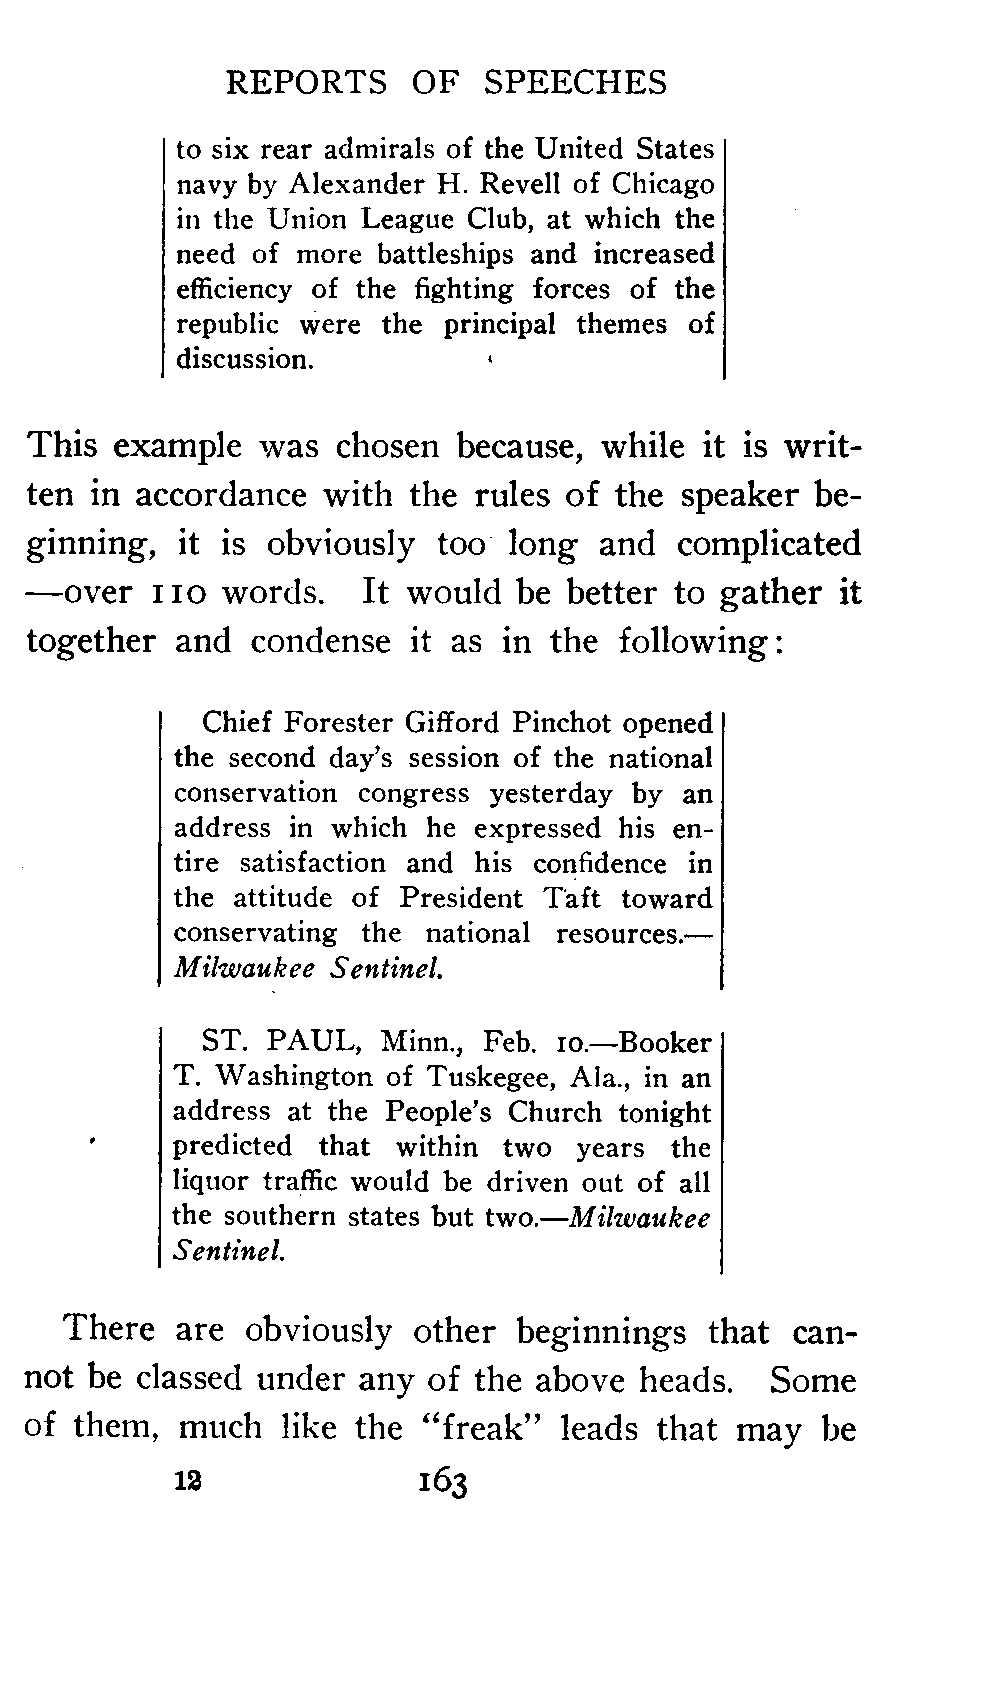 REPORTS OF SPEECHES
to six rear admirals of the United States
navy by Alexander H. Revell of Chicago
in the Union League Club, at which the
need of more battleships and increased
efficiency of the fighting forces of the
republic were the principal themes of
discussion.
This example was chosen because, while it is writ-
ten in accordance with the rules of the speaker be-
ginning, it is obviously too long and complicated
—over 110 words. It would be better to gather it
together and condense it as in the following:
Chief Forester Gifford Pinchot opened
the second day's session of the national
conservation congress yesterday by an
address in which he expressed his en-
tire satisfaction and his confidence in
the attitude of President Taft toward
conservating the national resources.—
Milwaukee Sentinel.
ST. PAUL, Minn., Feb. 10.—Booker
T. Washington of Tuskegee, Ala., in an
address at the People's Church tonight
predicted that within two years the
liquor traffic would be driven out of all
the southern states but two.—Milwaukee
Sentinel.
There are obviously other beginnings that can-
not be classed under any of the above heads. Some
of them, much like the “freak” leads that may be
12 163